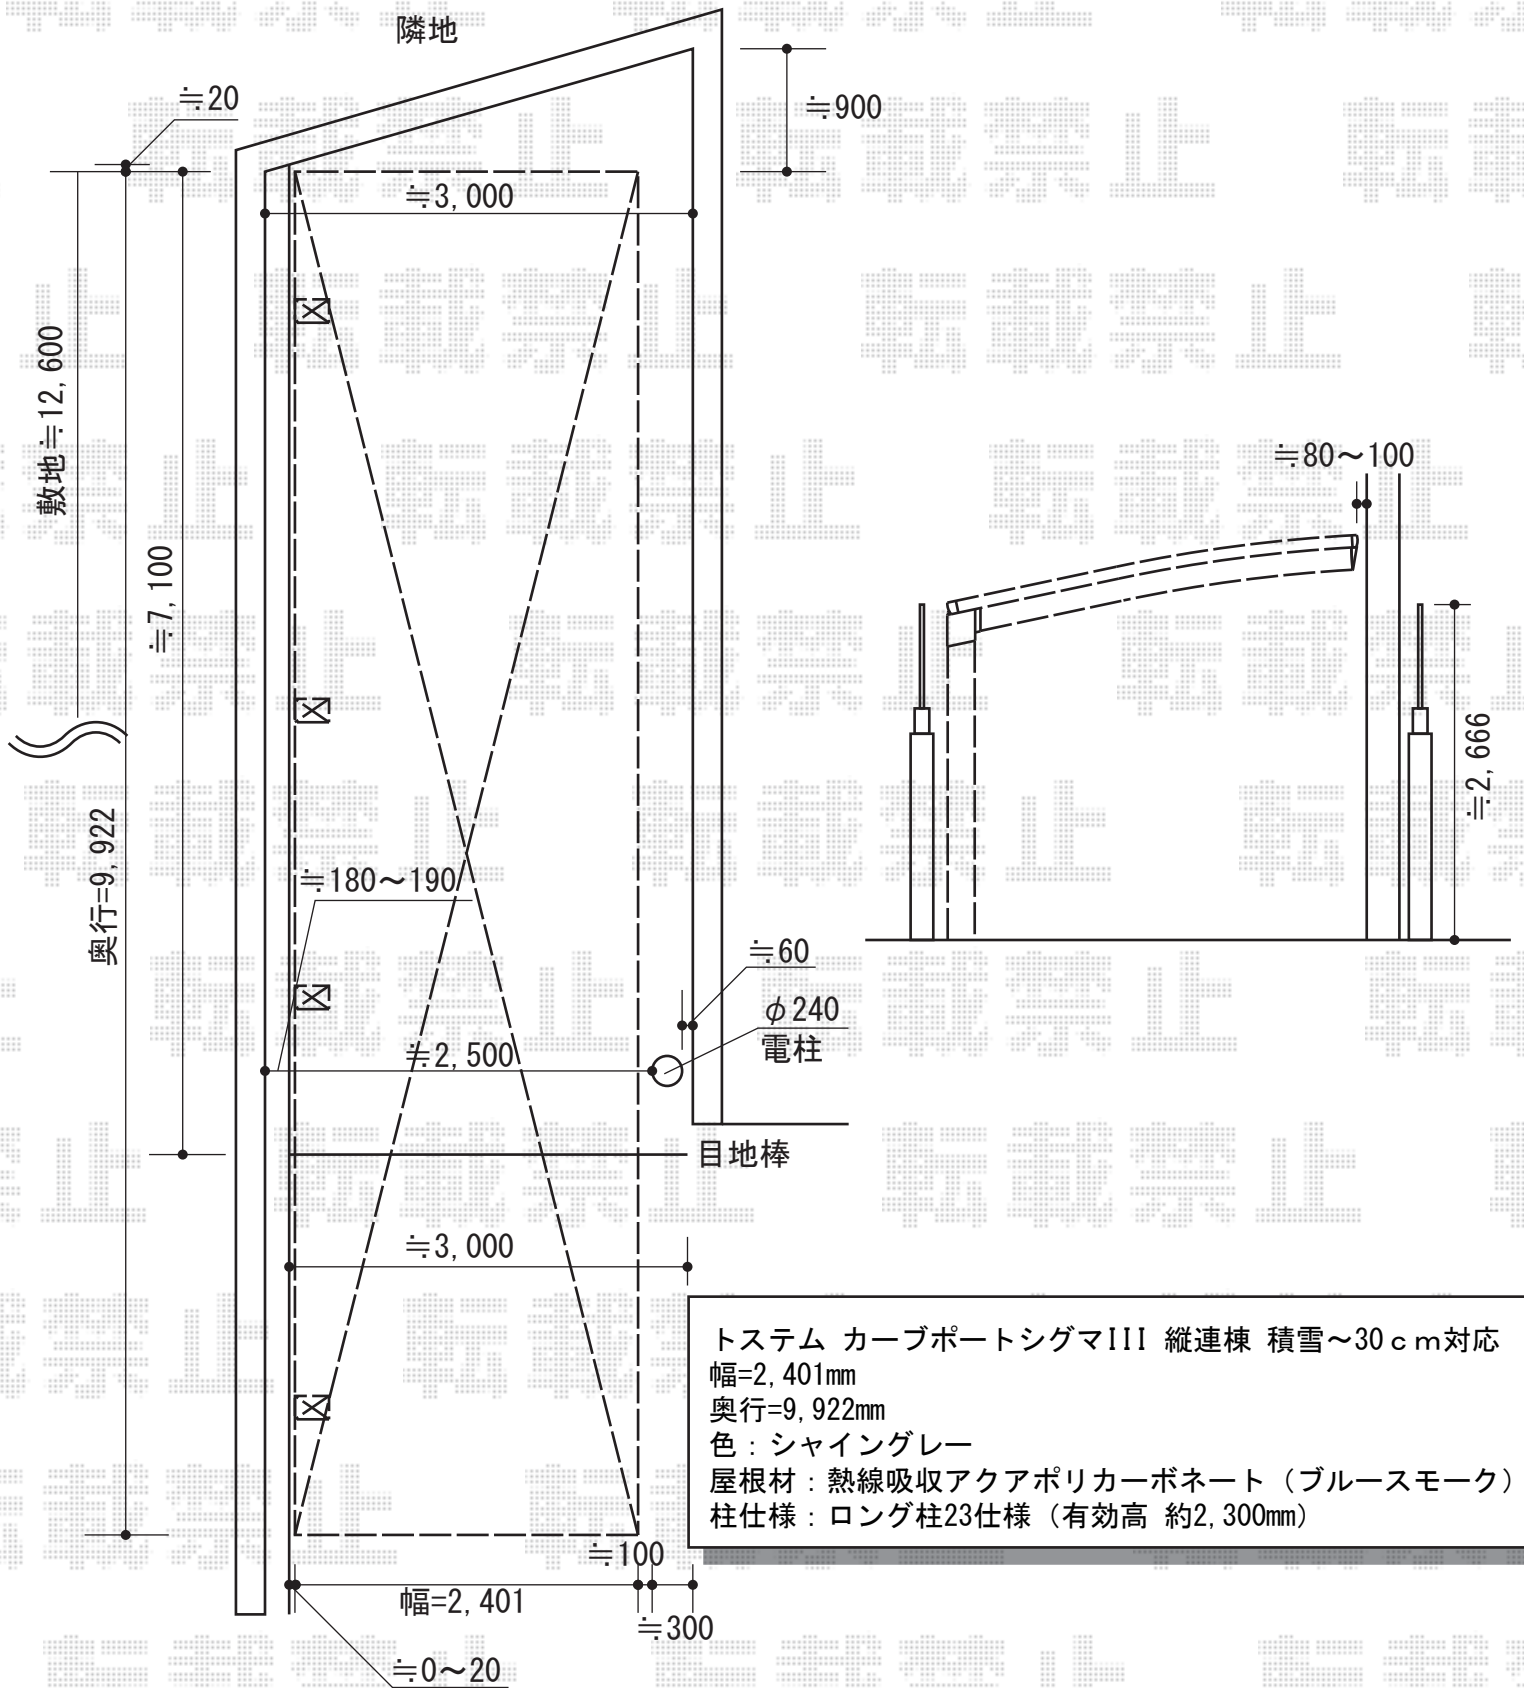 隣地
≒20
≒900
≒3,000
敷地≒12,600
≒7,100
奥行=9,922
≒180～190
≒2,500
≒60
φ240
電柱
目地棒
≒3,000
≒100
幅=2,401
≒300
≒0～20
≒80～100
≒2,666
トステム カーブポートシグマIII 縦連棟 積雪～30ｃｍ対応
幅=2,401mm
奥行=9,922mm
色：シャイングレー
屋根材：熱線吸収アクアポリカーボネート（ブルースモーク）
柱仕様：ロング柱23仕様（有効高 約2,300mm）
転載禁止